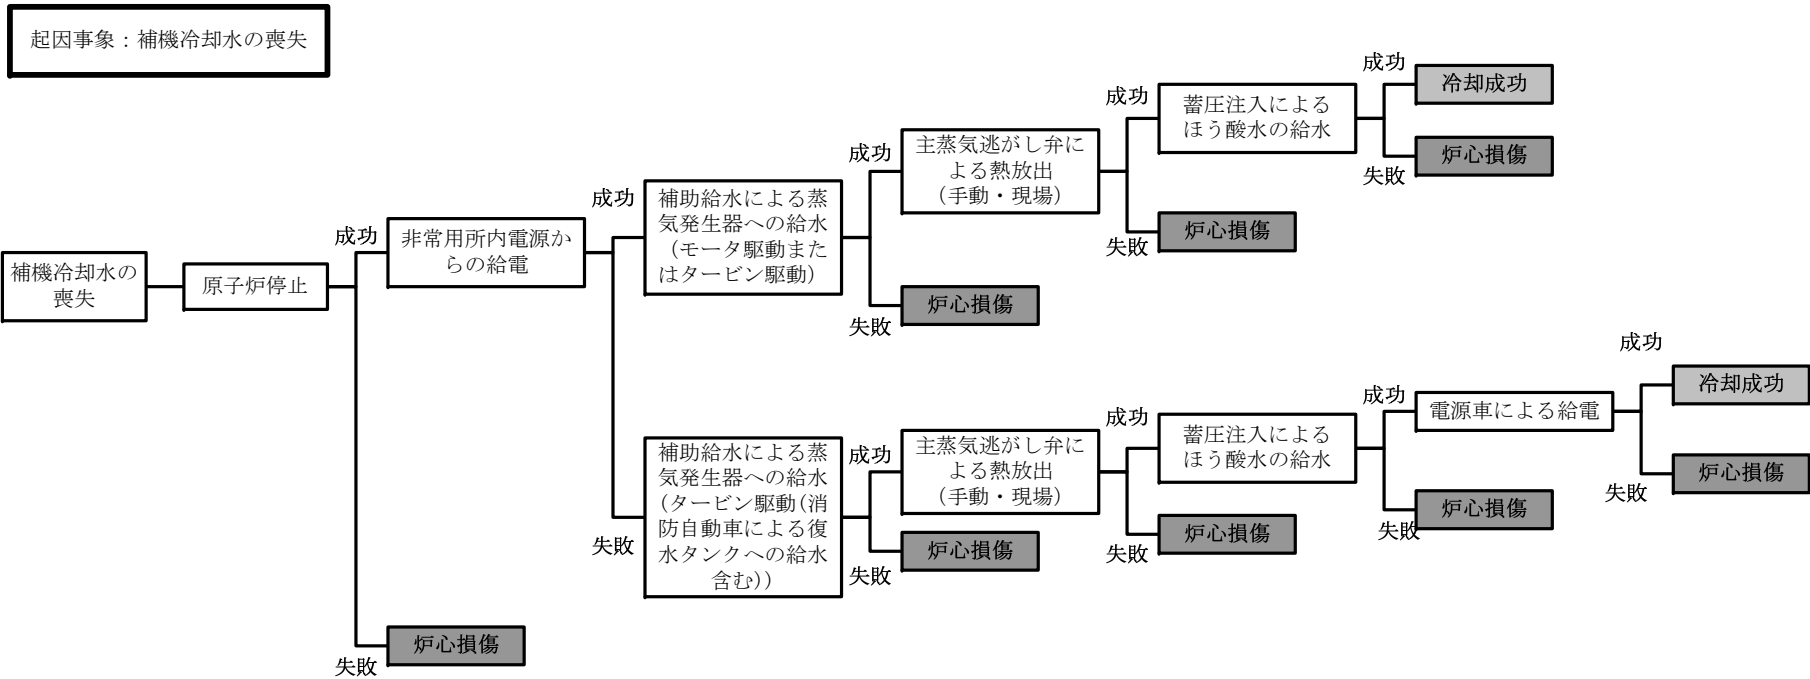 起因事象：補機冷却水の喪失
補機冷却水の
喪失
原子炉停止
成功
非常用所内電源か
らの給電
成功
補助給水による蒸
気発生器への給水
（モータ駆動また
はタービン駆動）
成功
主蒸気逃がし弁に
よる熱放出
（手動・現場）
成功
蓄圧注入による
ほう酸水の給水
成功
冷却成功
炉心損傷
失敗
炉心損傷
失敗
炉心損傷
失敗
失敗
補助給水による蒸
気発生器への給水
（タービン駆動（消
防自動車による復
水タンクへの給水
含む））
成功
主蒸気逃がし弁に
よる熱放出
（手動・現場）
成功
蓄圧注入による
ほう酸水の給水
成功
電源車による給電
成功
冷却成功
炉心損傷
失敗
炉心損傷
失敗
炉心損傷
失敗
炉心損傷
失敗
炉心損傷
失敗